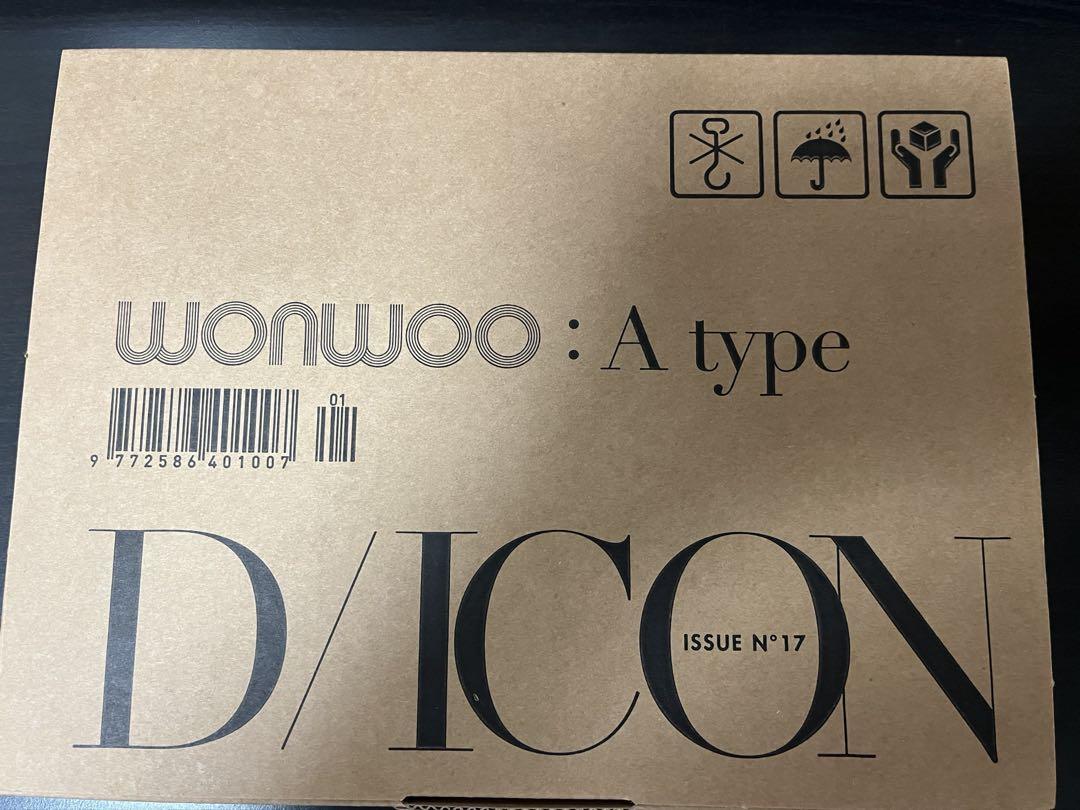 wonwoo : A type
01
9 772586 401007
D/ICON
ISSUE N°17